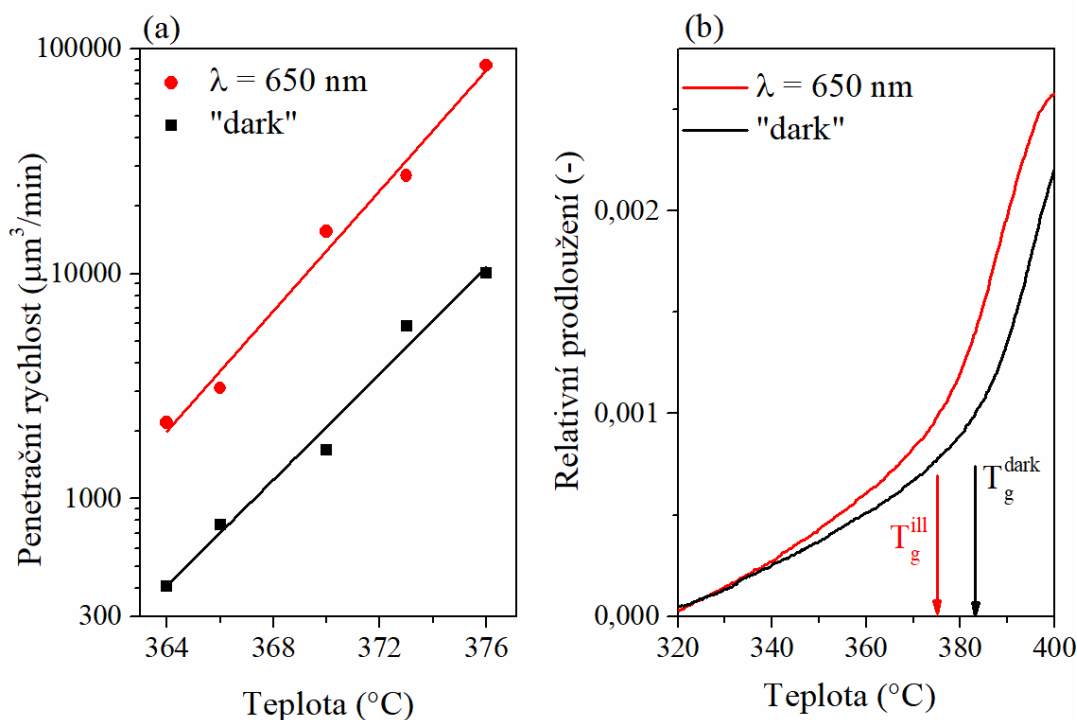 (a)
λ = 650 nm
"dark"
Penetrační rychlost (μm³/min)
100000
10000
1000
300
364
368
372
376
Teplota (°C)
(b)
λ = 650 nm
"dark"
Relativní prodloužení (-)
0,002
0,001
0,000
T_g^ill
T_g^dark
320
340
360
380
400
Teplota (°C)